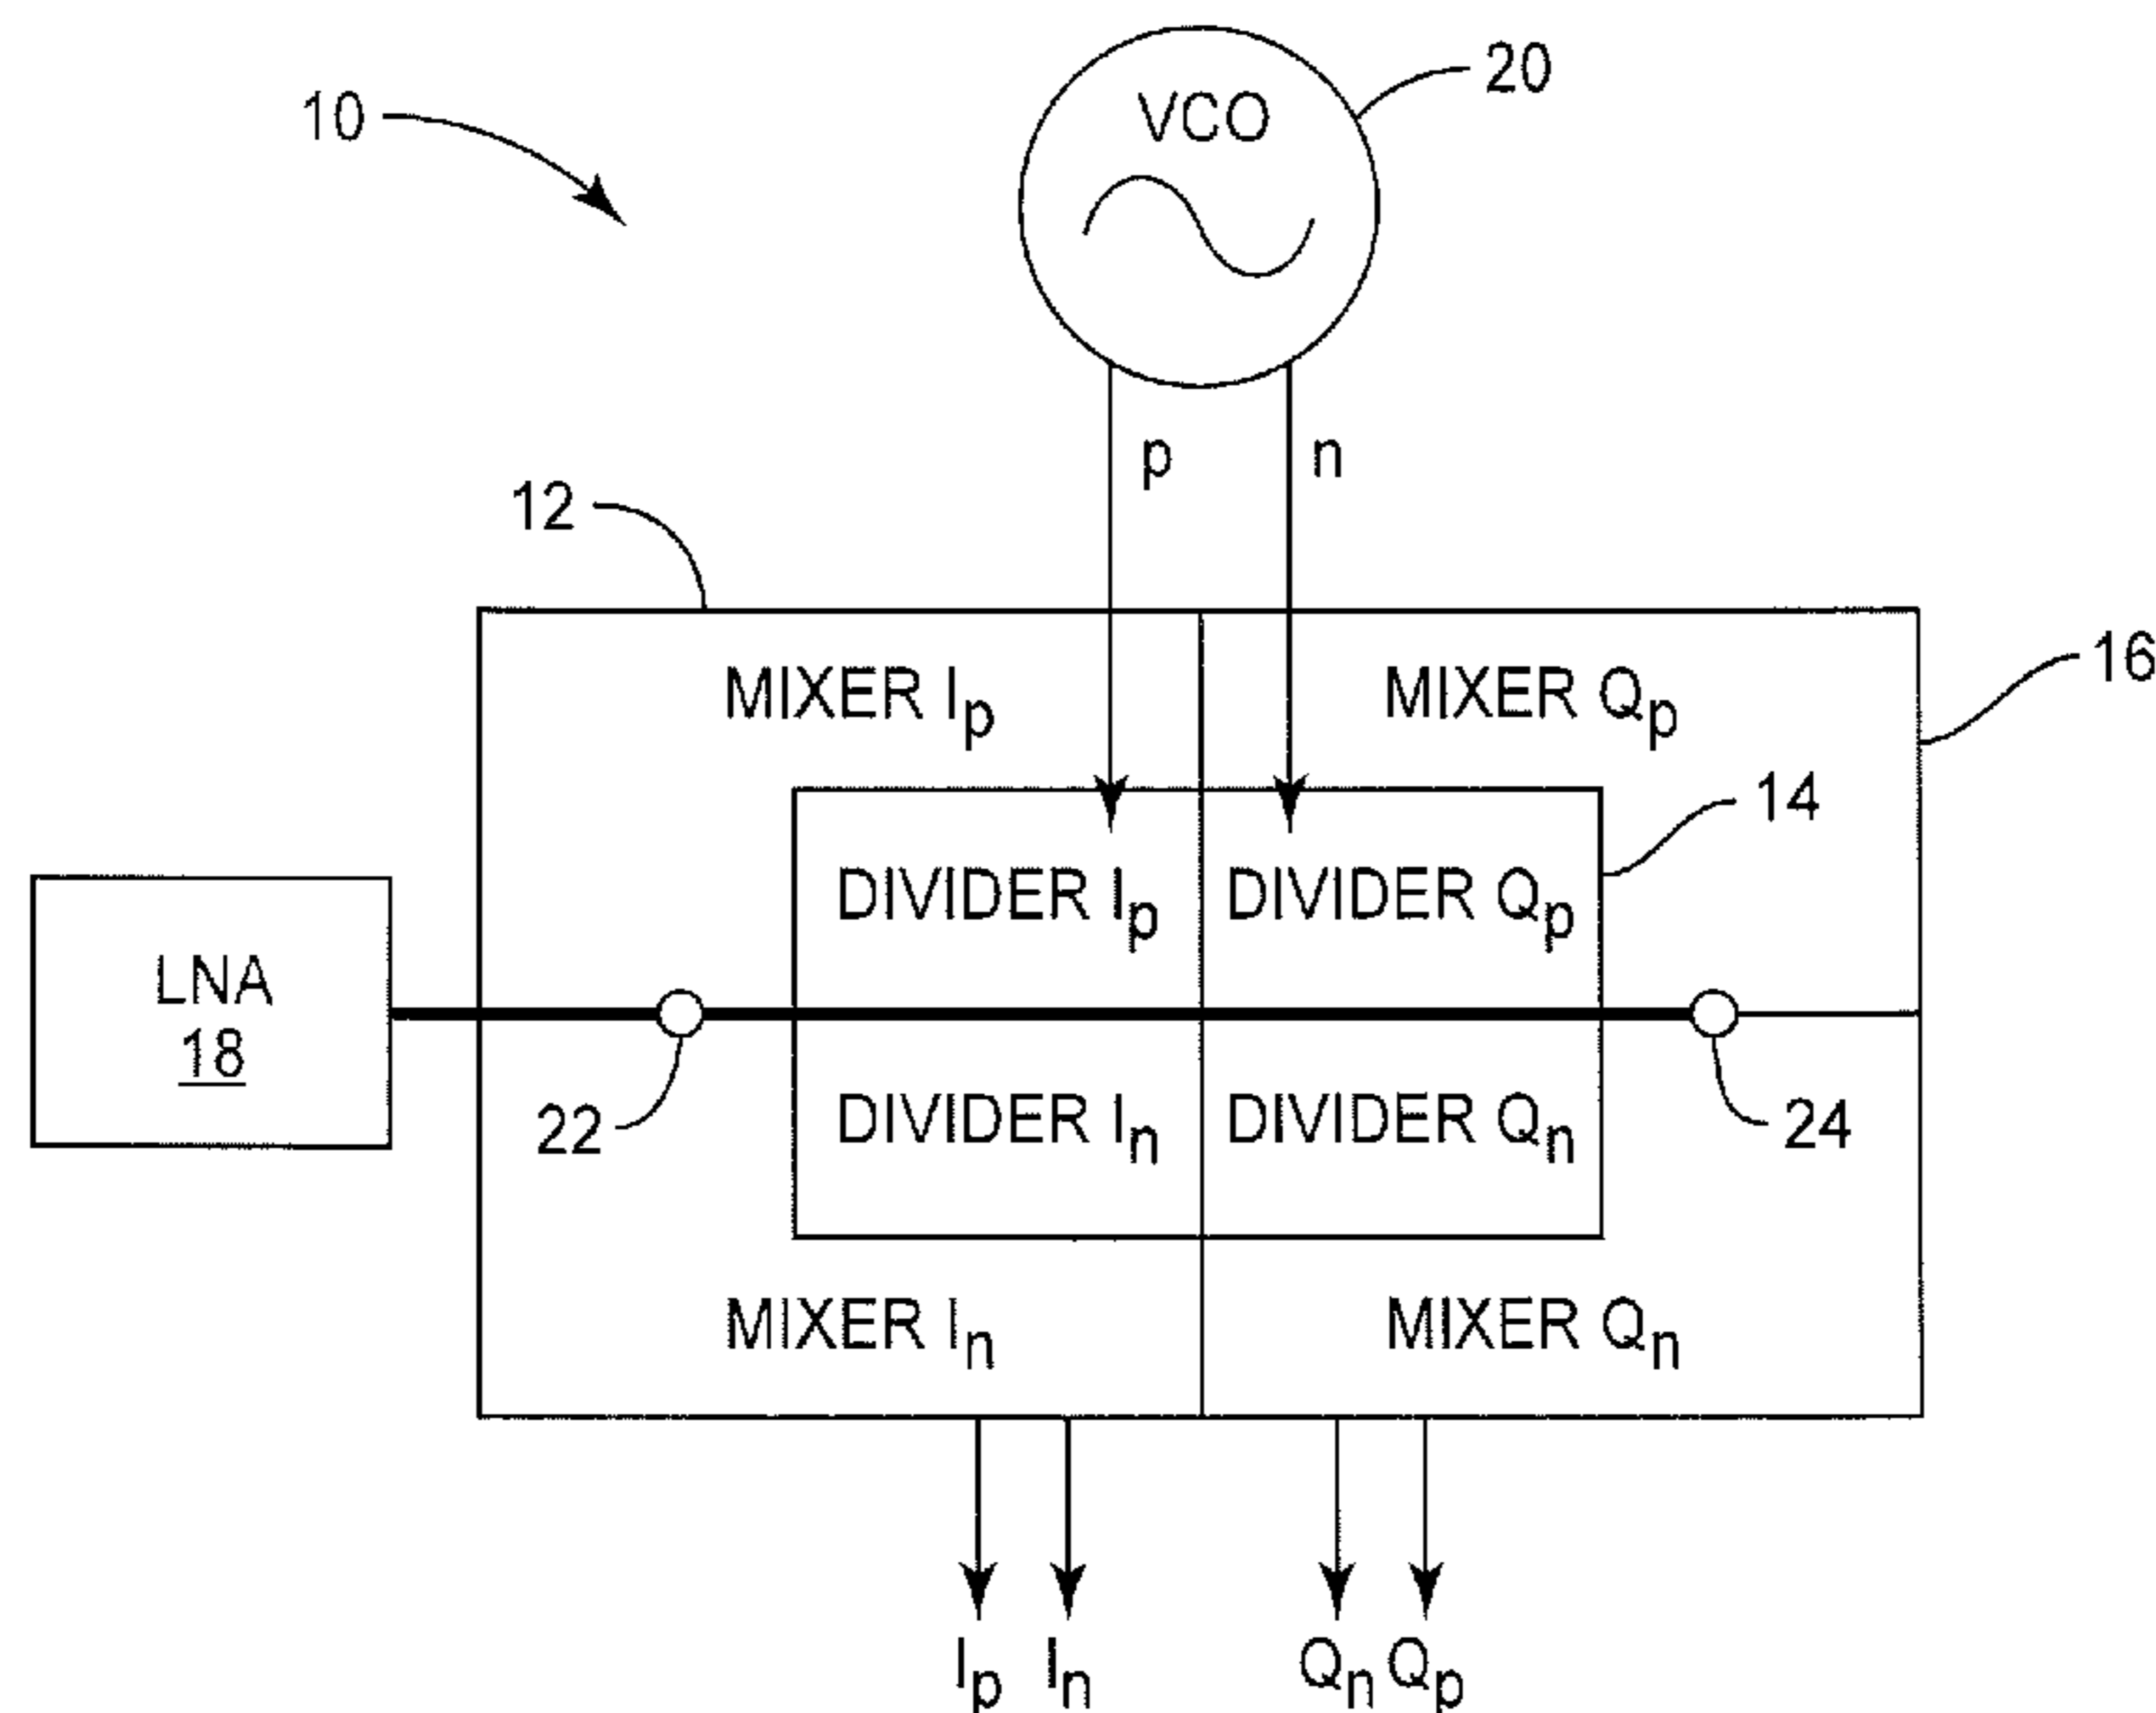 20
10
VCO
p n
12
16
MIXER Ip MIXER Qp
14
DIVIDER Ip DIVIDER Qp
LNA
18
22
24
DIVIDER In DIVIDER Qn
MIXER In MIXER Qn
Ip In Qn Qp